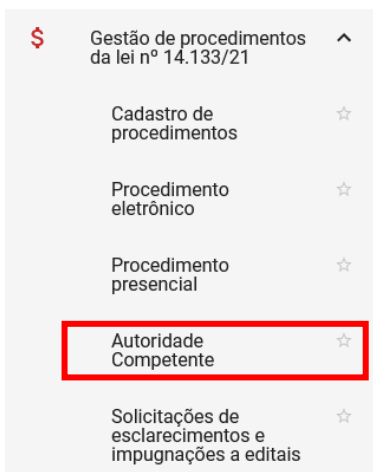 $ Gestão de procedimentos
da lei nº 14.133/21
Cadastro de
procedimentos
Procedimento
eletrônico
Procedimento
presencial
Autoridade
Competente
Solicitações de
esclarecimentos e
impugnações a editais